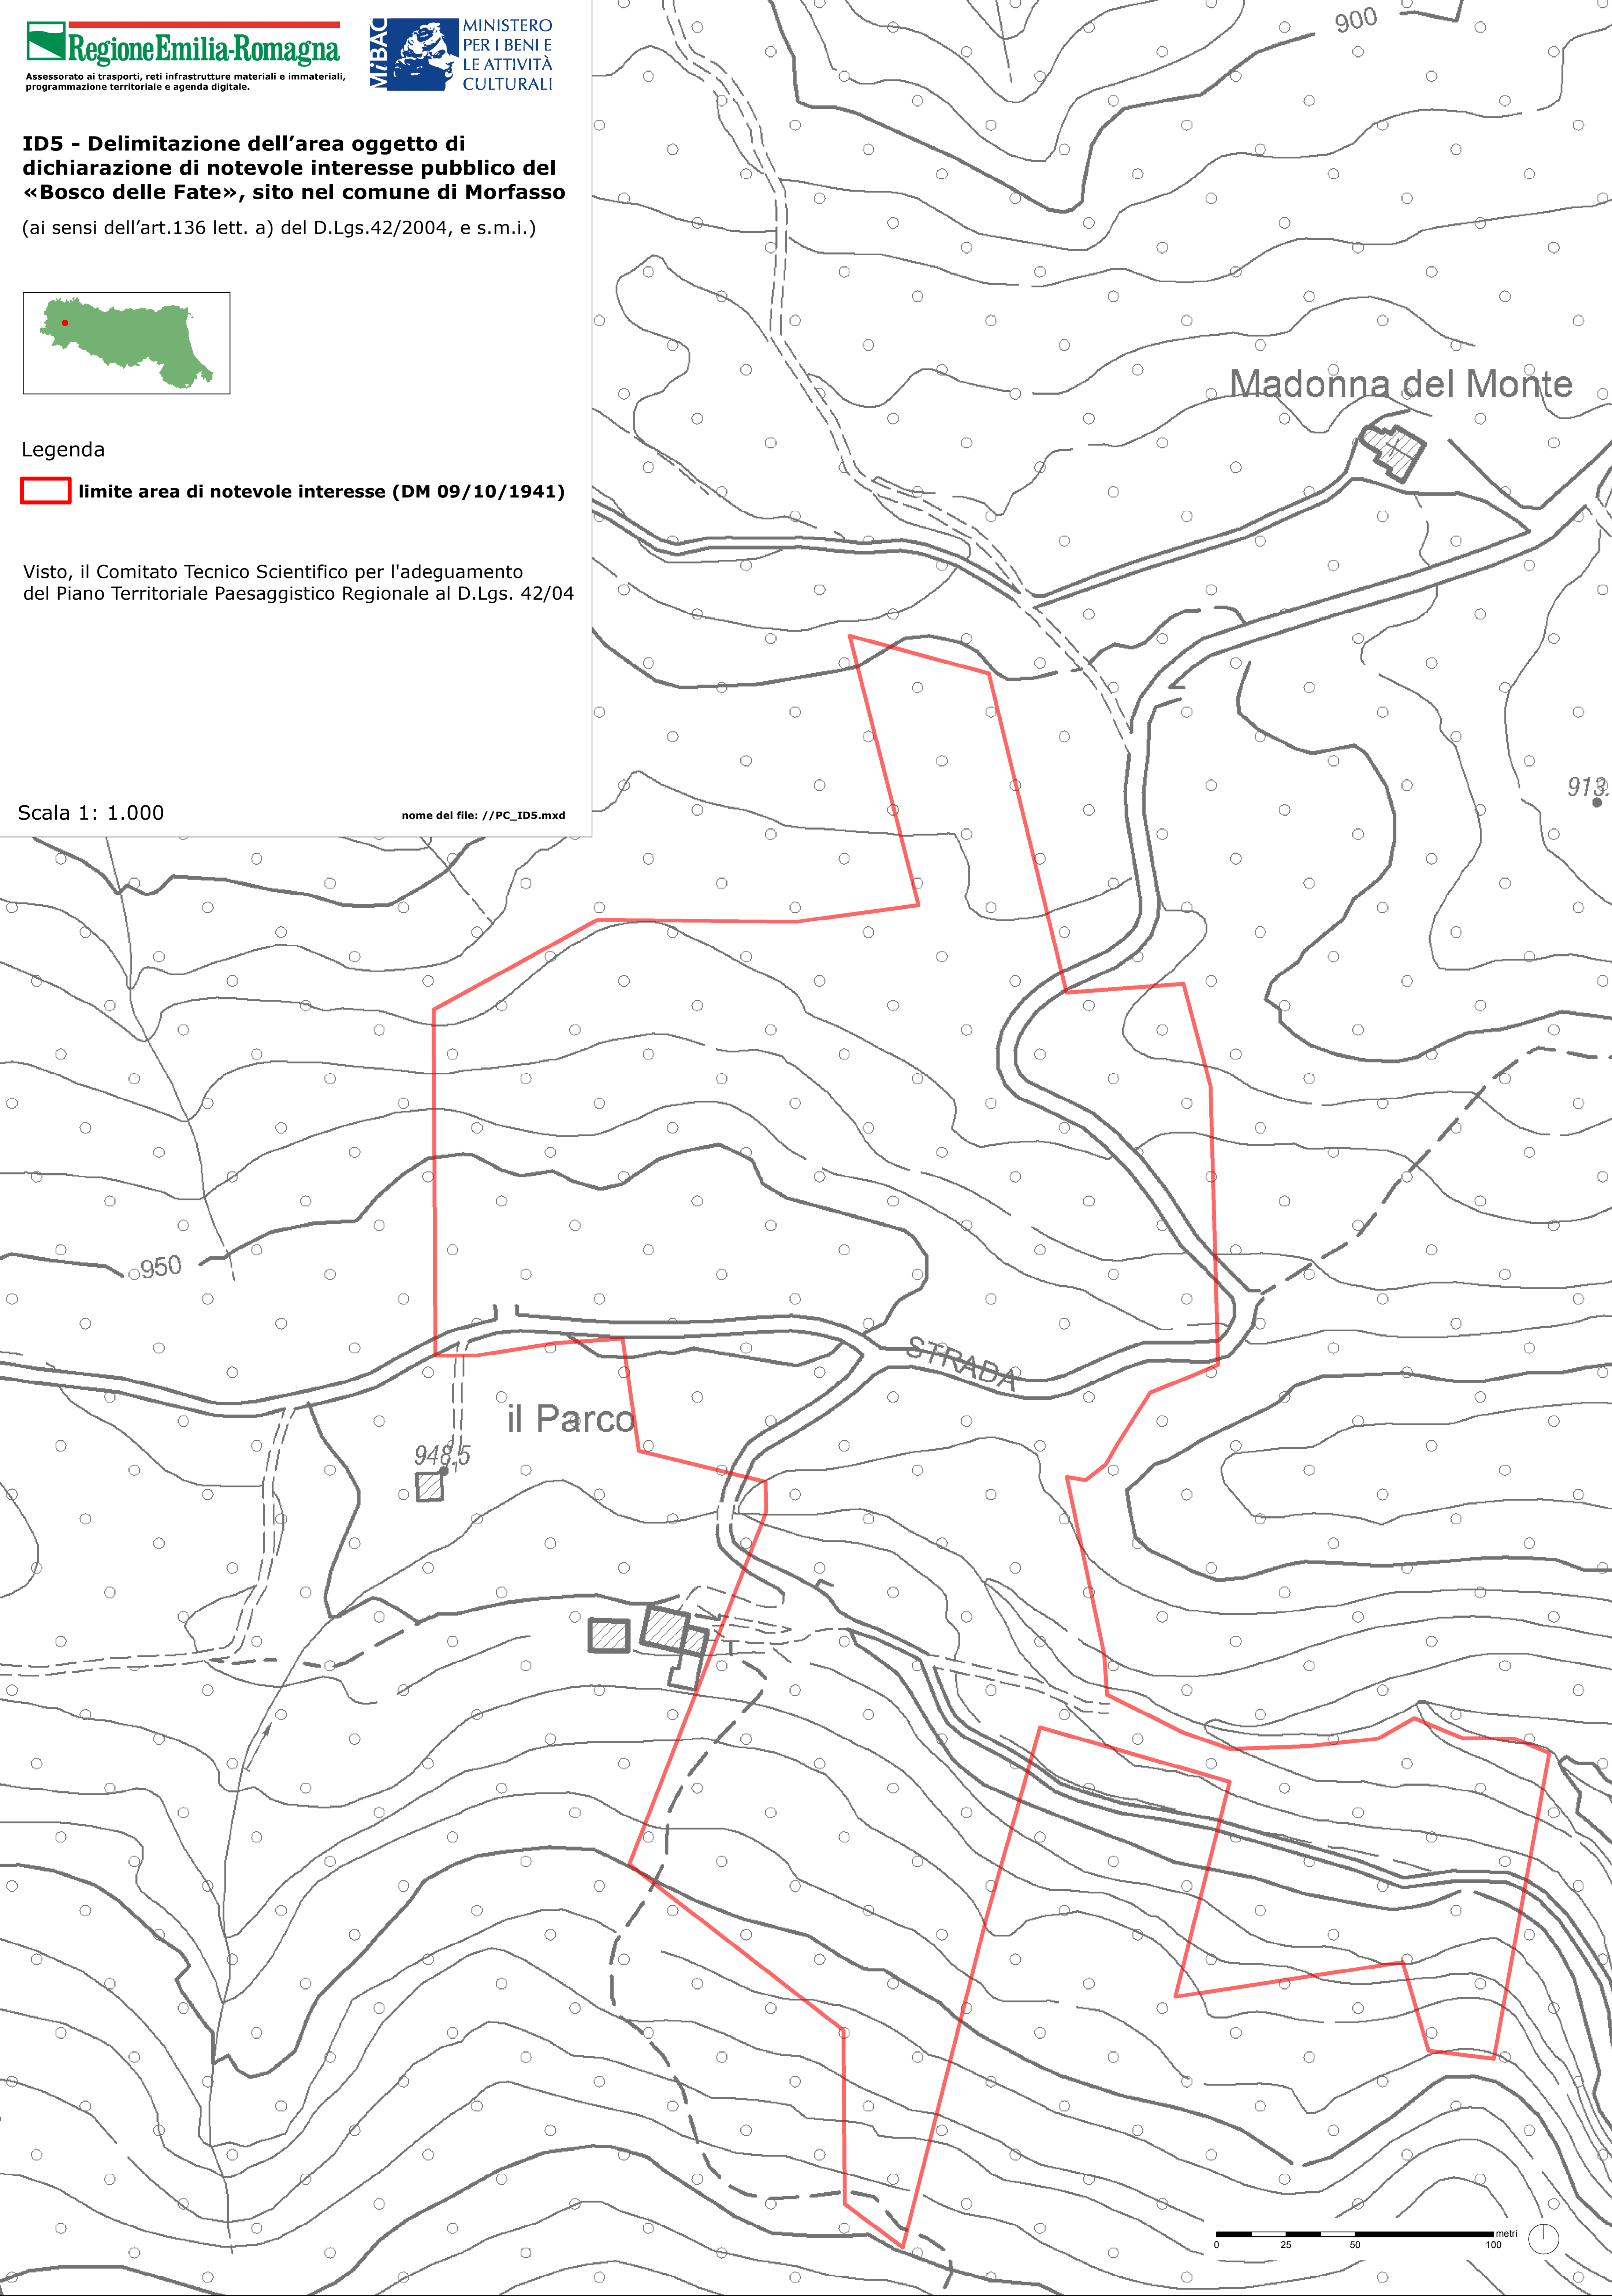 RegioneEmilia-Romagna
Assessorato ai trasporti, reti infrastrutture materiali e immateriali,
programmazione territoriale e agenda digitale.
MiBAC
MINISTERO
PER I BENI E
LE ATTIVITÀ
CULTURALI
ID5 - Delimitazione dell’area oggetto di
dichiarazione di notevole interesse pubblico del
«Bosco delle Fate», sito nel comune di Morfasso
(ai sensi dell’art.136 lett. a) del D.Lgs.42/2004, e s.m.i.)
Legenda
limite area di notevole interesse (DM 09/10/1941)
Visto, il Comitato Tecnico Scientifico per l'adeguamento
del Piano Territoriale Paesaggistico Regionale al D.Lgs. 42/04
Scala 1: 1.000
nome del file: //PC_ID5.mxd
900
Madonna del Monte
913.
950
STRADA
il Parco
948.5
metri
0 25 50 100